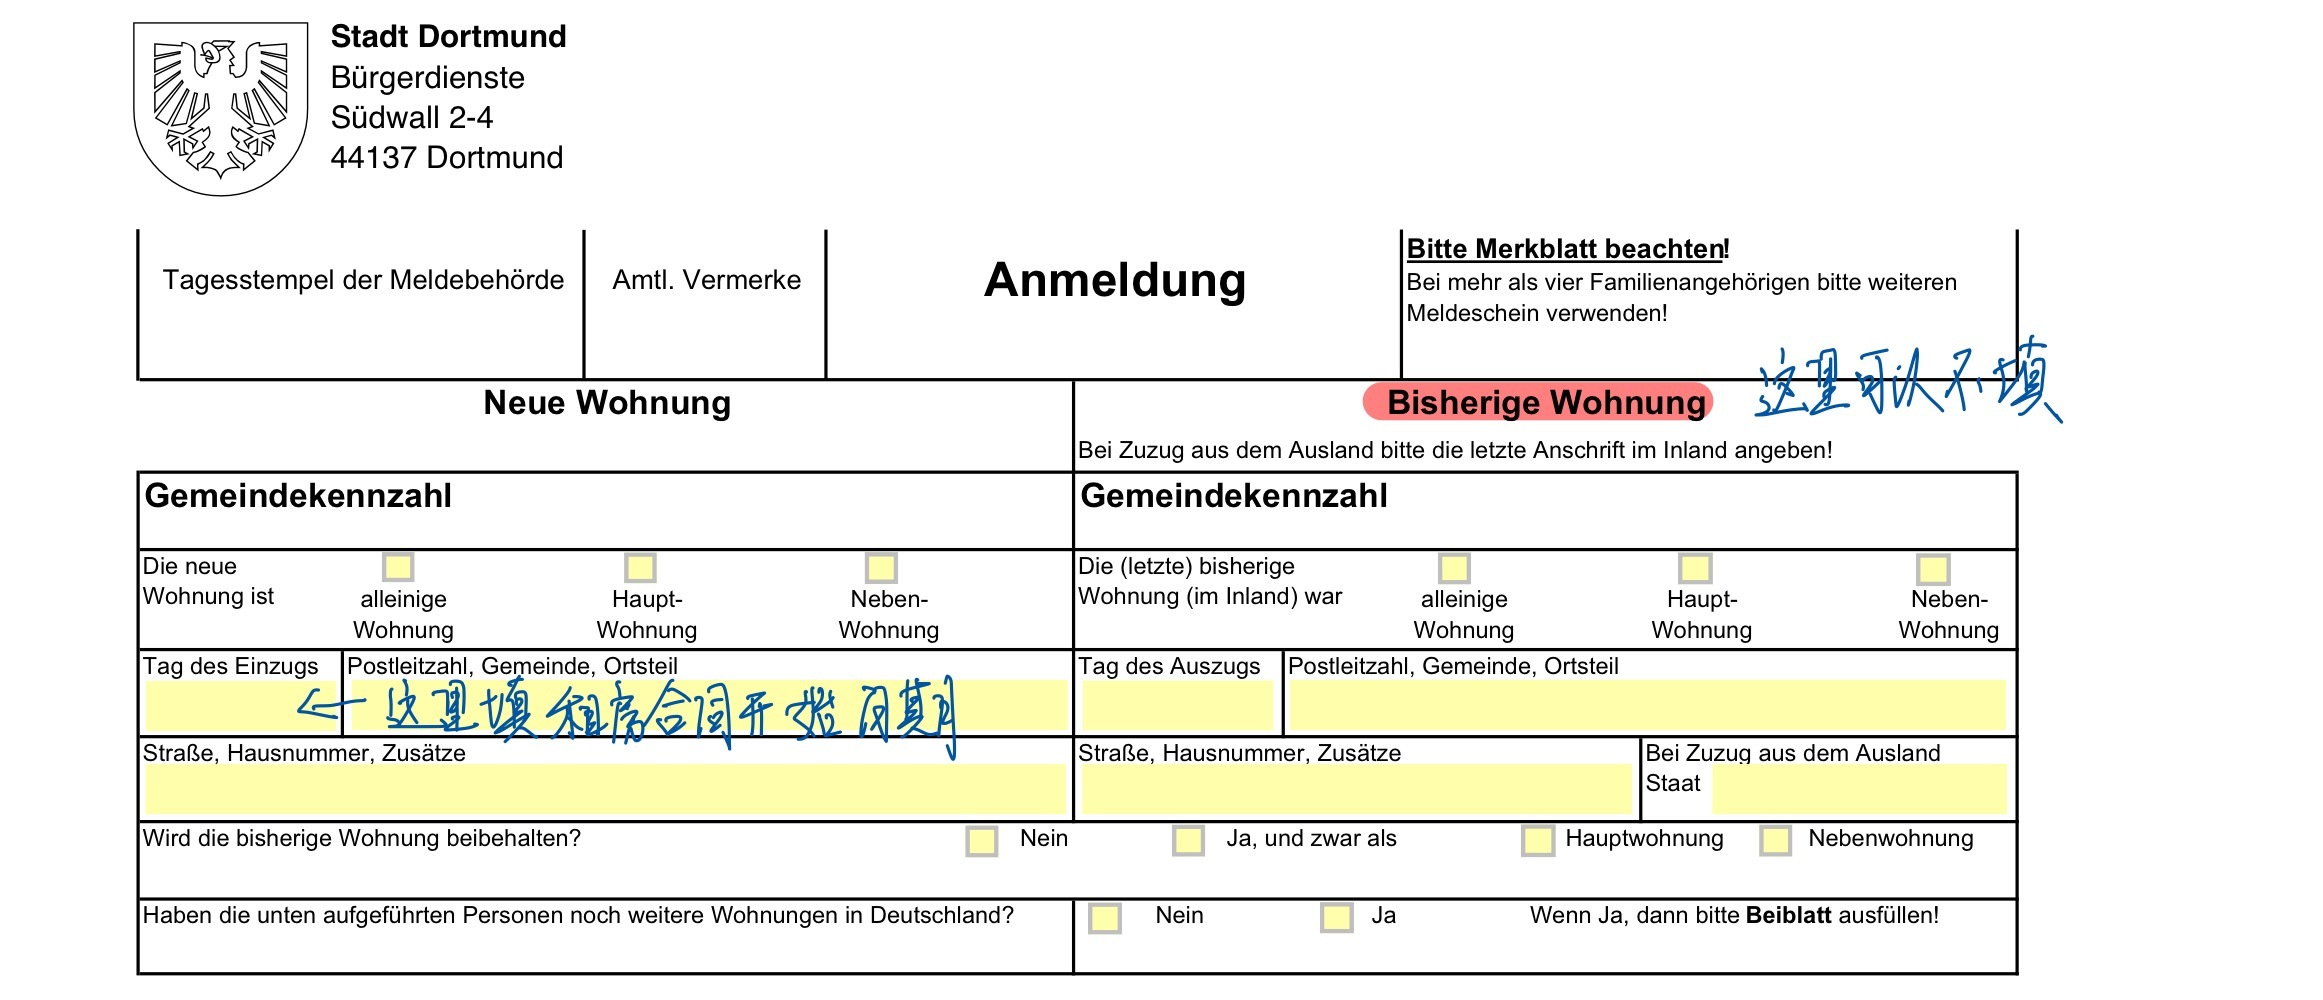 Stadt Dortmund
Bürgerdienste
Südwall 2-4
44137 Dortmund
Tagesstempel der Meldebehörde
Amtl. Vermerke
Anmeldung
Bitte Merkblatt beachten!
Bei mehr als vier Familienangehörigen bitte weiteren
Meldeschein verwenden!
Neue Wohnung
Bisherige Wohnung
这里可以不填
Bei Zuzug aus dem Ausland bitte die letzte Anschrift im Inland angeben!
Gemeindekennzahl
Gemeindekennzahl
Die neue
Wohnung ist
alleinige
Wohnung
Haupt-
Wohnung
Neben-
Wohnung
Die (letzte) bisherige
Wohnung (im Inland) war
alleinige
Wohnung
Haupt-
Wohnung
Neben-
Wohnung
Tag des Einzugs
Postleitzahl, Gemeinde, Ortsteil
← 这里填租房合同开始日期
Tag des Auszugs
Postleitzahl, Gemeinde, Ortsteil
Straße, Hausnummer, Zusätze
Straße, Hausnummer, Zusätze
Bei Zuzug aus dem Ausland
Staat
Wird die bisherige Wohnung beibehalten?
Nein
Ja, und zwar als
Hauptwohnung
Nebenwohnung
Haben die unten aufgeführten Personen noch weitere Wohnungen in Deutschland?
Nein
Ja
Wenn Ja, dann bitte Beiblatt ausfüllen!